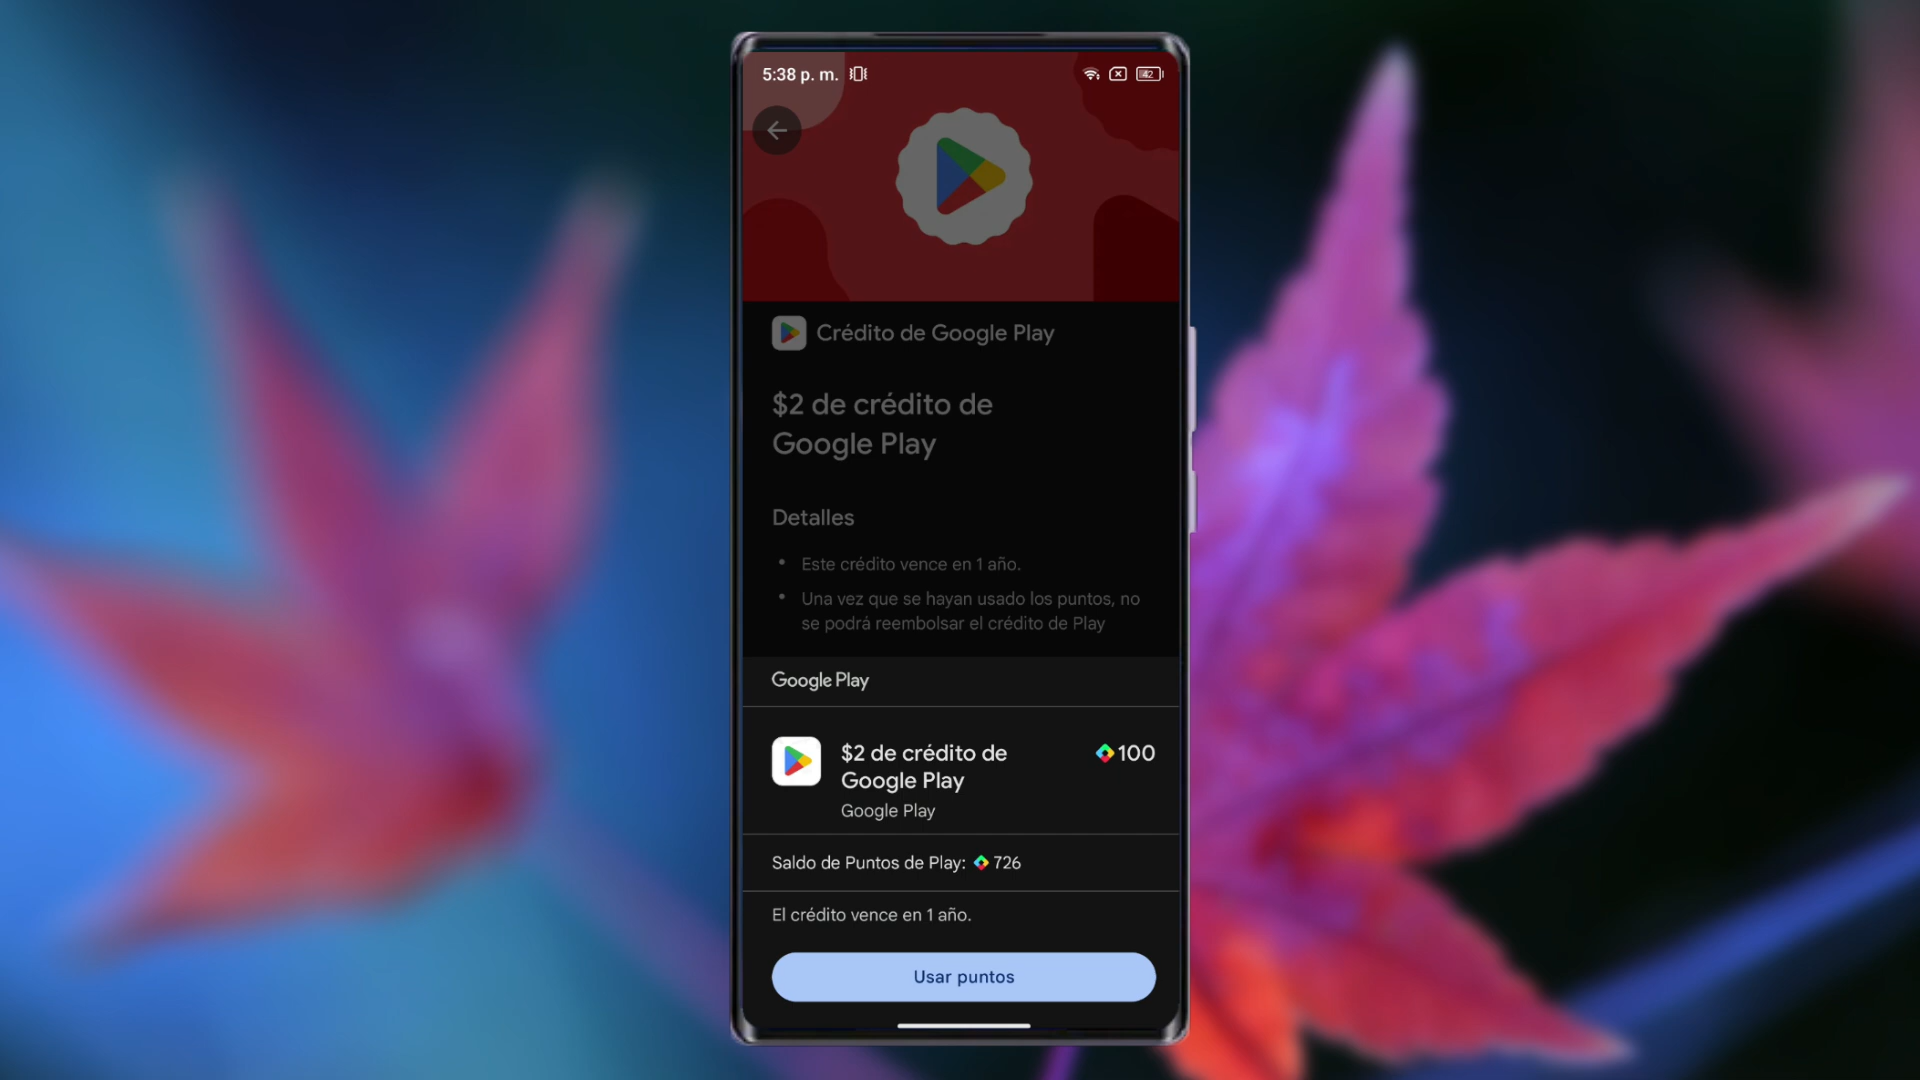 5:38 p. m.
42
Crédito de Google Play
$2 de crédito de
Google Play
Detalles
• Este crédito vence en 1 año.
• Una vez que se hayan usado los puntos, no
se podrá reembolsar el crédito de Play
Google Play
$2 de crédito de
Google Play
100
Google Play
Saldo de Puntos de Play: 726
El crédito vence en 1 año.
Usar puntos